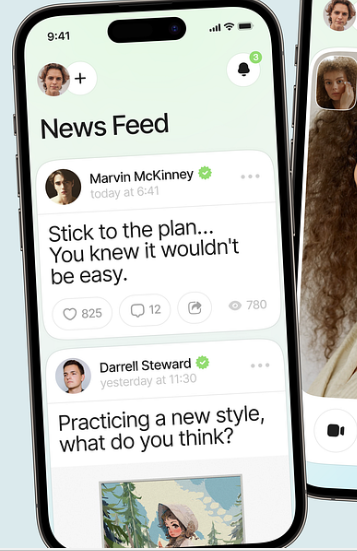 9:41
3
+
News Feed
Marvin McKinney
today at 6:41
Stick to the plan...
You knew it wouldn't
be easy.
825
12
780
Darrell Steward
yesterday at 11:30
Practicing a new style,
what do you think?